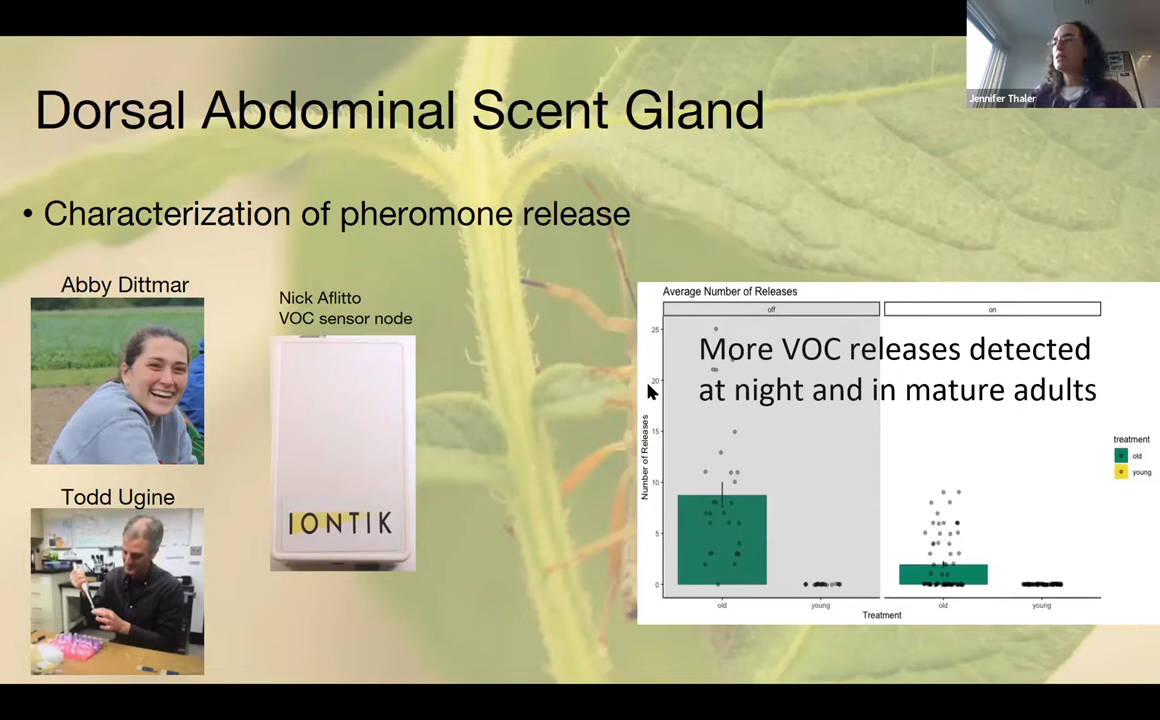 Jennifer Thaler
Dorsal Abdominal Scent Gland
• Characterization of pheromone release
Abby Dittmar
Nick Aflitto
VOC sensor node
IONTIK
Todd Ugine
Average Number of Releases
off
on
More VOC releases detected
at night and in mature adults
Number of Releases
25
20
15
10
5
0
old
young
old
young
Treatment
treatment
old
young